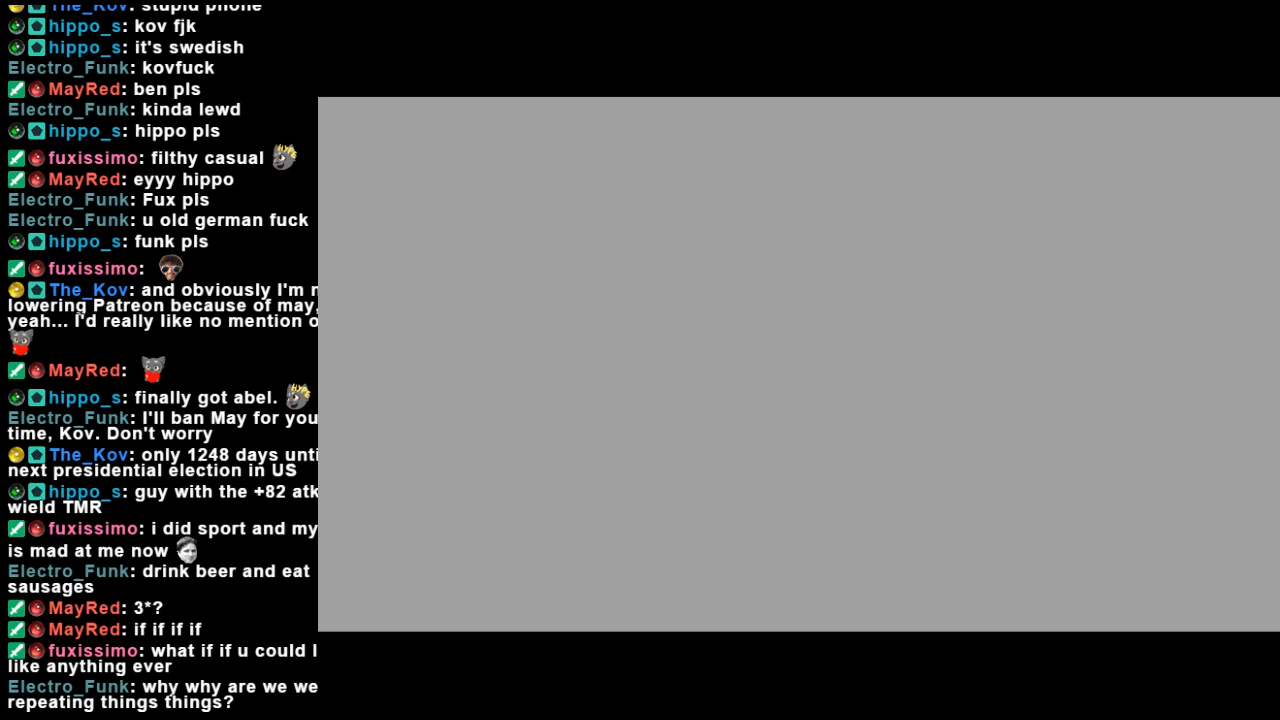 The_Kov: stupid phone
hippo_s: kov fjk
hippo_s: it's swedish
Electro_Funk: kovfuck
MayRed: ben pls
Electro_Funk: kinda lewd
hippo_s: hippo pls
fuxissimo: filthy casual
MayRed: eyyy hippo
Electro_Funk: Fux pls
Electro_Funk: u old german fuck
hippo_s: funk pls
fuxissimo:
The_Kov: and obviously I'm
lowering Patreon because of may,
yeah... I'd really like no mention
MayRed:
hippo_s: finally got abel.
Electro_Funk: I'll ban May for you
time, Kov. Don't worry
The_Kov: only 1248 days unti
next presidential election in US
hippo_s: guy with the +82 atk
wield TMR
fuxissimo: i did sport and my
is mad at me now
Electro_Funk: drink beer and eat
sausages
MayRed: 3*?
MayRed: if if if if
fuxissimo: what if if u could l
like anything ever
Electro_Funk: why why are we we
repeating things things?